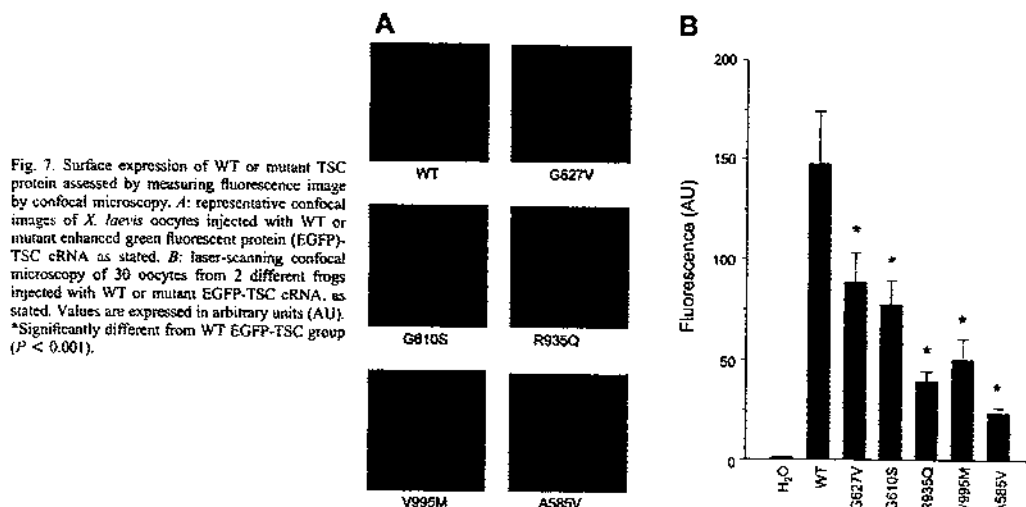 Fig. 7. Surface expression of WT or mutant TSC
protein assessed by measuring fluorescence image
by confocal microscopy. A: representative confocal
images of X. laevis oocytes injected with WT or
mutant enhanced green fluorescent protein (EGFP)-
TSC cRNA as stated. B: laser-scanning confocal
microscopy of 30 oocytes from 2 different frogs
injected with WT or mutant EGFP-TSC cRNA, as
stated. Values are expressed in arbitrary units (AU).
*Significantly different from WT EGFP-TSC group
(P < 0.001).
A
WT
G627V
G610S
R935Q
V995M
A585V
B
Fluorescence (AU)
200
150
100
50
0
*
*
*
*
*
H₂O
WT
G627V
G610S
R935Q
V995M
A585V